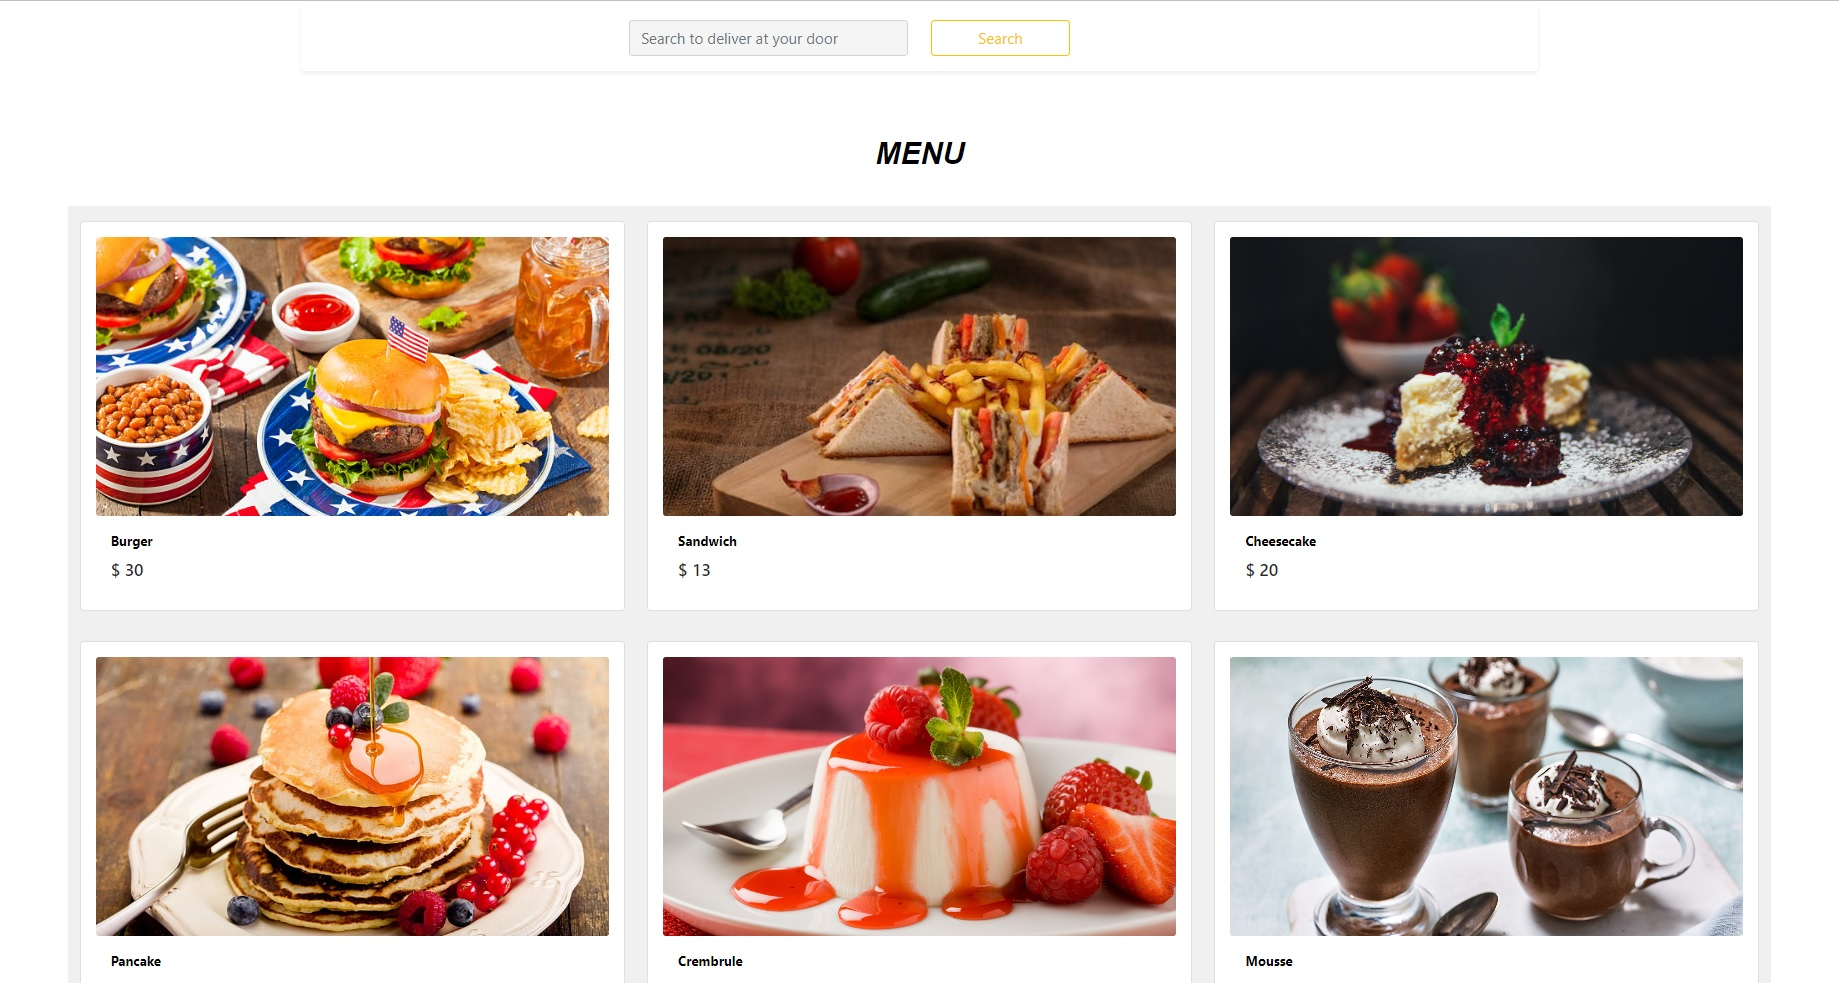 Search to deliver at your door
Search
MENU
Burger
$ 30
Sandwich
$ 13
Cheesecake
$ 20
Pancake
Crembrule
Mousse